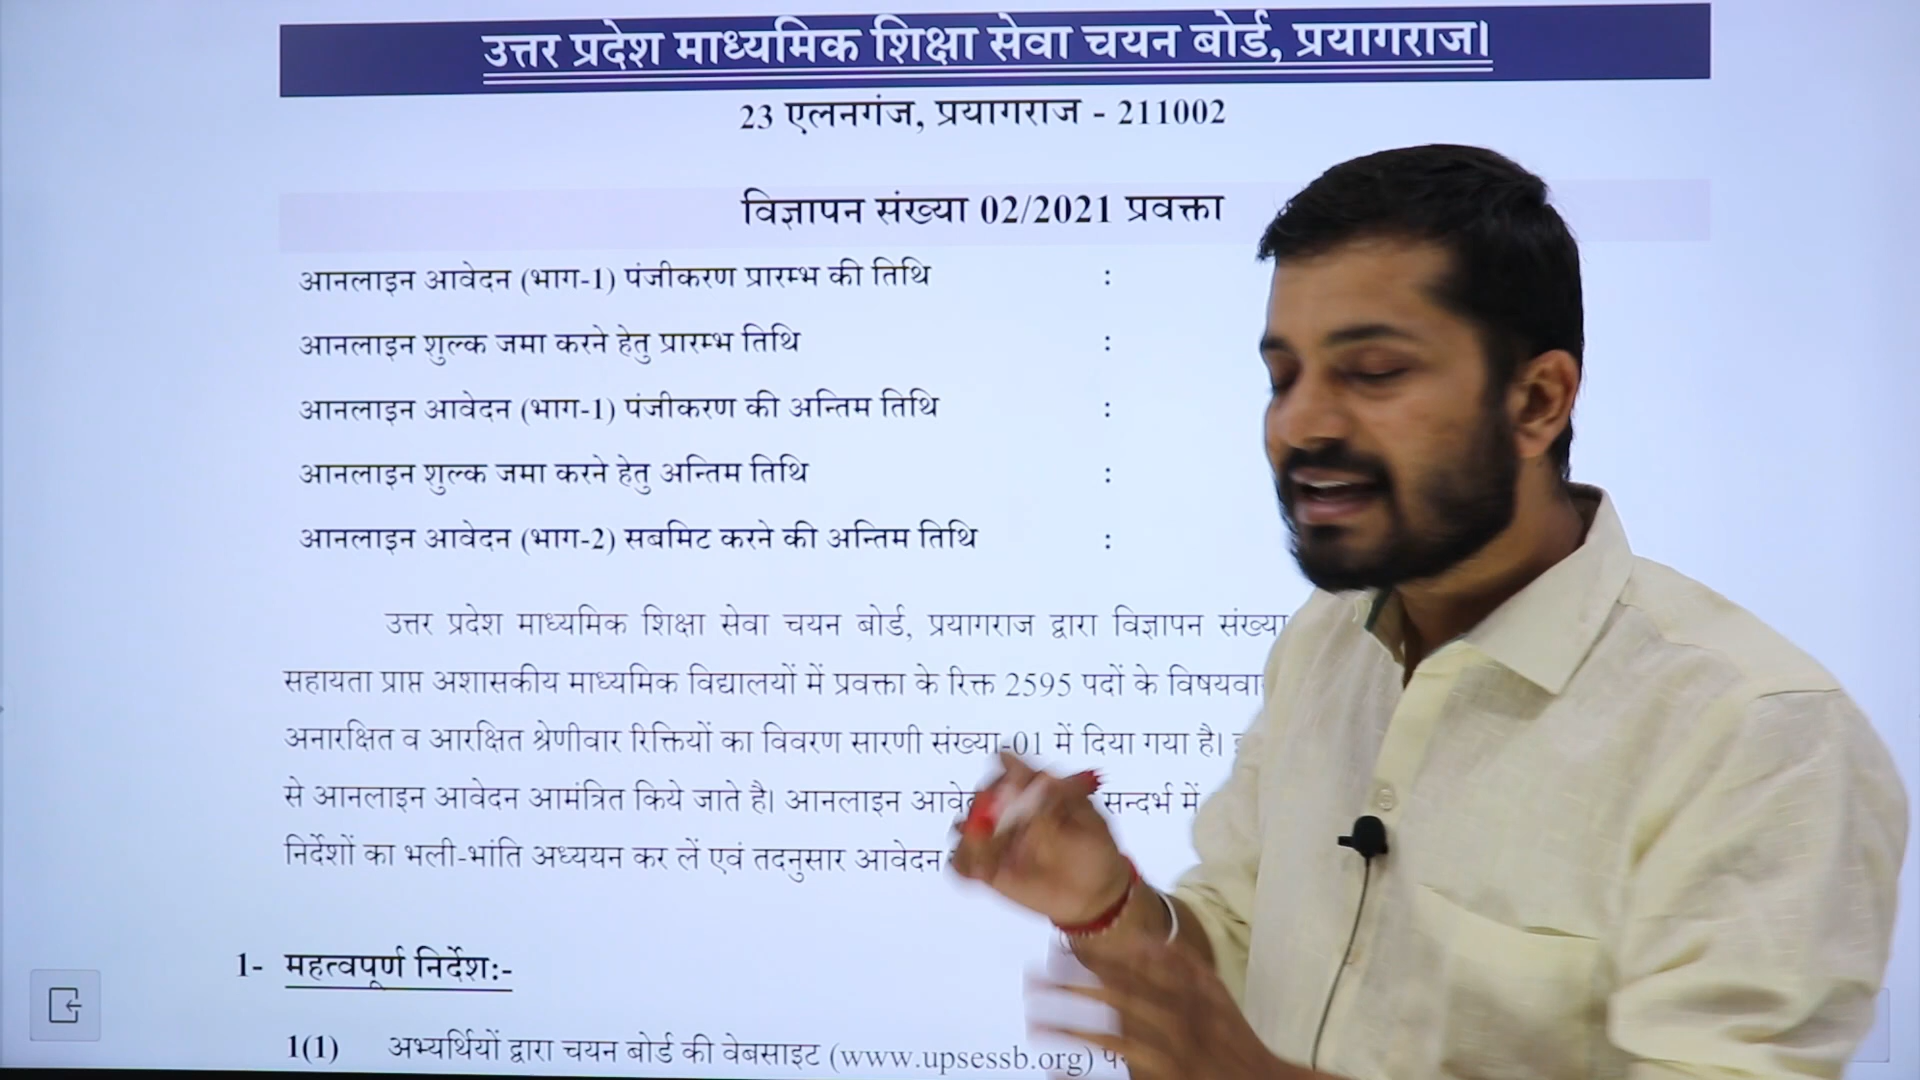 उत्तर प्रदेश माध्यमिक शिक्षा सेवा चयन बोर्ड, प्रयागराज।
23 एलनगंज, प्रयागराज - 211002
विज्ञापन संख्या 02/2021 प्रवक्ता
आनलाइन आवेदन (भाग-1) पंजीकरण प्रारम्भ की तिथि :
आनलाइन शुल्क जमा करने हेतु प्रारम्भ तिथि :
आनलाइन आवेदन (भाग-1) पंजीकरण की अन्तिम तिथि :
आनलाइन शुल्क जमा करने हेतु अन्तिम तिथि :
आनलाइन आवेदन (भाग-2) सबमिट करने की अन्तिम तिथि :
उत्तर प्रदेश माध्यमिक शिक्षा सेवा चयन बोर्ड, प्रयागराज द्वारा विज्ञापन संख्या
सहायता प्राप्त अशासकीय माध्यमिक विद्यालयों में प्रवक्ता के रिक्त 2595 पदों के
अनारक्षित व आरक्षित श्रेणीवार रिक्तियों का विवरण सारणी संख्या-01 में दिया गया है।
से आनलाइन आवेदन आमंत्रित किये जाते है। आनलाइन सन्दर्भ में
निर्देशों का भली-भांति अध्ययन कर लें एवं तदनुसार आवेदन
1- महत्वपूर्ण निर्देश:-
1(1) अभ्यर्थियों द्वारा चयन बोर्ड की वेबसाइट (www.upsessb.org)